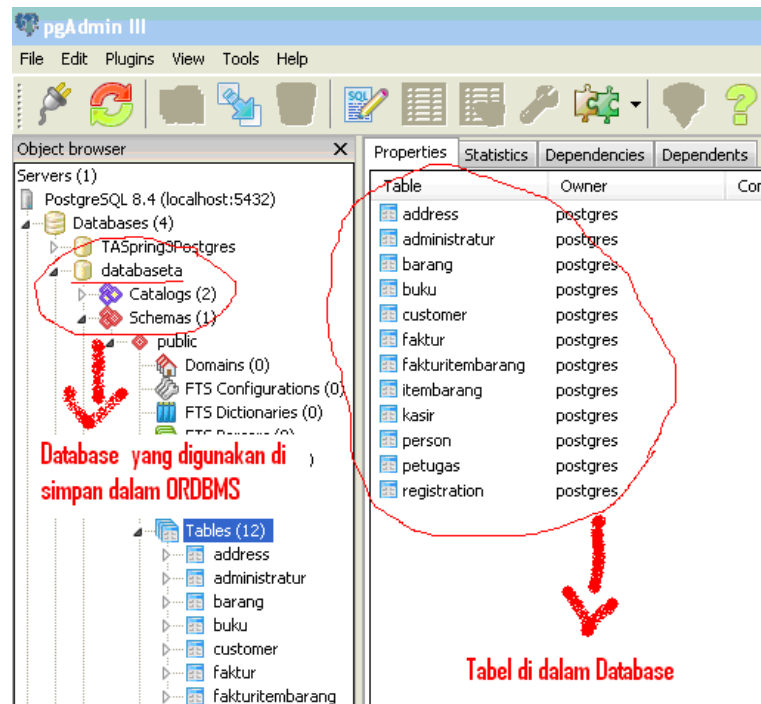 pgAdmin III
File Edit Plugins View Tools Help
SQL
Object browser X
Servers (1)
PostgreSQL 8.4 (localhost:5432)
Databases (4)
TASpring3Postgres
databaseta
Catalogs (2)
Schemas (1)
public
Domains (0)
FTS Configurations (0)
FTS Dictionaries (0)
Database yang digunakan di
simpan dalam ORDBMS
Tables (12)
address
administratur
barang
buku
customer
faktur
fakturitembarang
Properties Statistics Dependencies Dependents
Table Owner
address postgres
administratur postgres
barang postgres
buku postgres
customer postgres
faktur postgres
fakturitembarang postgres
itembarang postgres
kasir postgres
person postgres
petugas postgres
registration postgres
Tabel di dalam Database